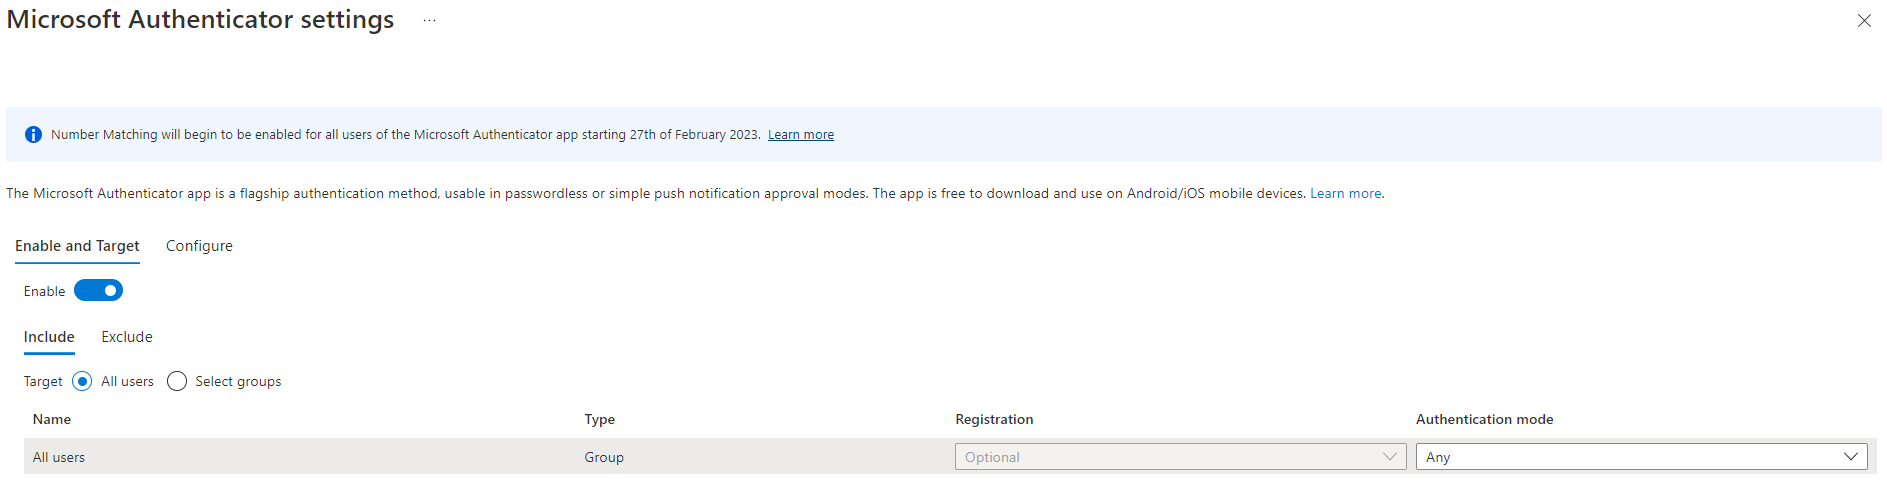 Microsoft Authenticator settings ...
Number Matching will begin to be enabled for all users of the Microsoft Authenticator app starting 27th of February 2023. Learn more
The Microsoft Authenticator app is a flagship authentication method, usable in passwordless or simple push notification approval modes. The app is free to download and use on Android/iOS mobile devices. Learn more.
Enable and Target Configure
Enable
Include Exclude
Target All users Select groups
Name Type Registration Authentication mode
All users Group Optional Any